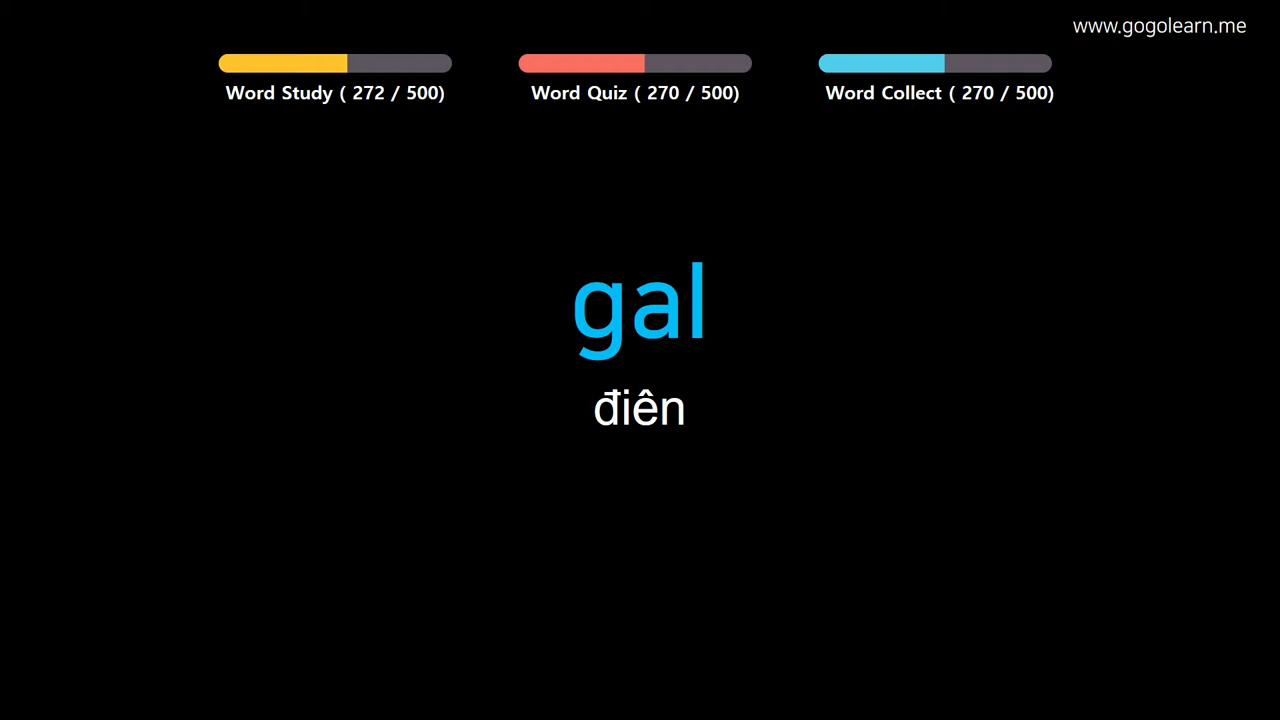 www.gogolearn.me
Word Study ( 272 / 500)
Word Quiz ( 270 / 500)
Word Collect ( 270 / 500)
gal
điên